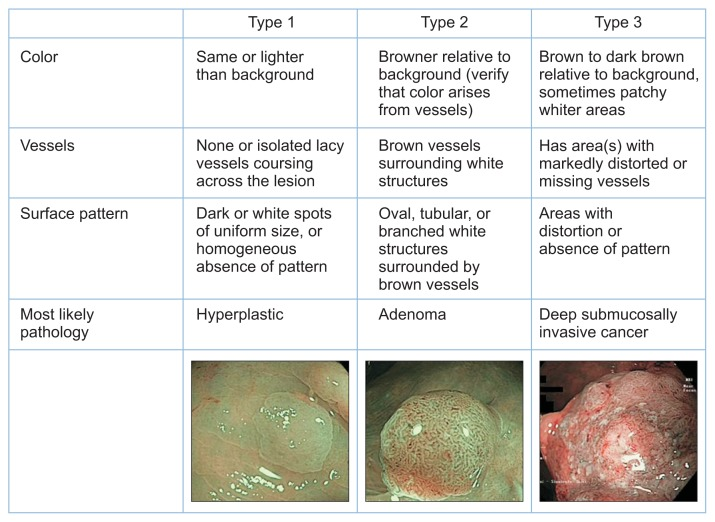 Type 1 Type 2 Type 3
Color
Same or lighter
than background
Browner relative to
background (verify
that color arises
from vessels)
Brown to dark brown
relative to background,
sometimes patchy
whiter areas
Vessels
None or isolated lacy
vessels coursing
across the lesion
Brown vessels
surrounding white
structures
Has area(s) with
markedly distorted or
missing vessels
Surface pattern
Dark or white spots
of uniform size, or
homogeneous
absence of pattern
Oval, tubular, or
branched white
structures
surrounded by
brown vessels
Areas with
distortion or
absence of pattern
Most likely
pathology
Hyperplastic
Adenoma
Deep submucosally
invasive cancer
NBI
Near
Focus